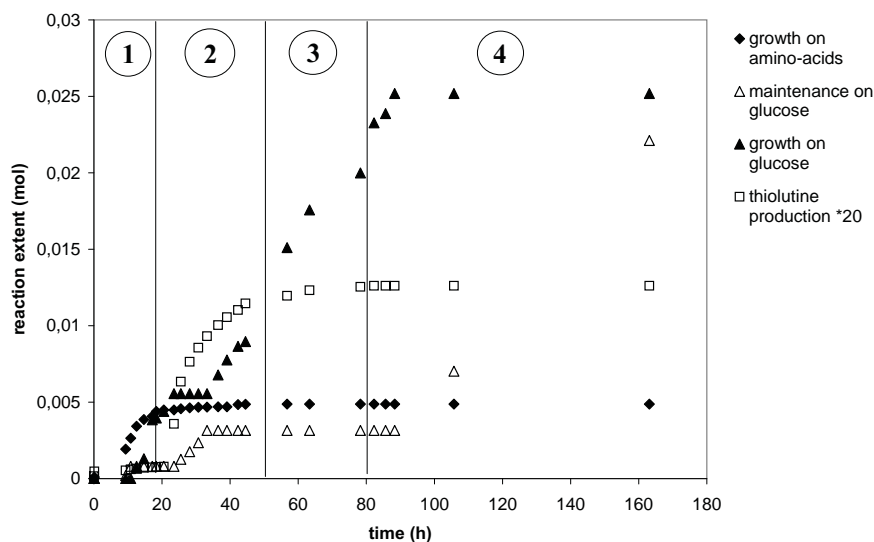 0,03
0,025
0,02
0,015
0,01
0,005
0
reaction extent (mol)
1
2
3
4
0 20 40 60 80 100 120 140 160 180
time (h)
growth on
amino-acids
maintenance on
glucose
growth on
glucose
thiolutine
production *20